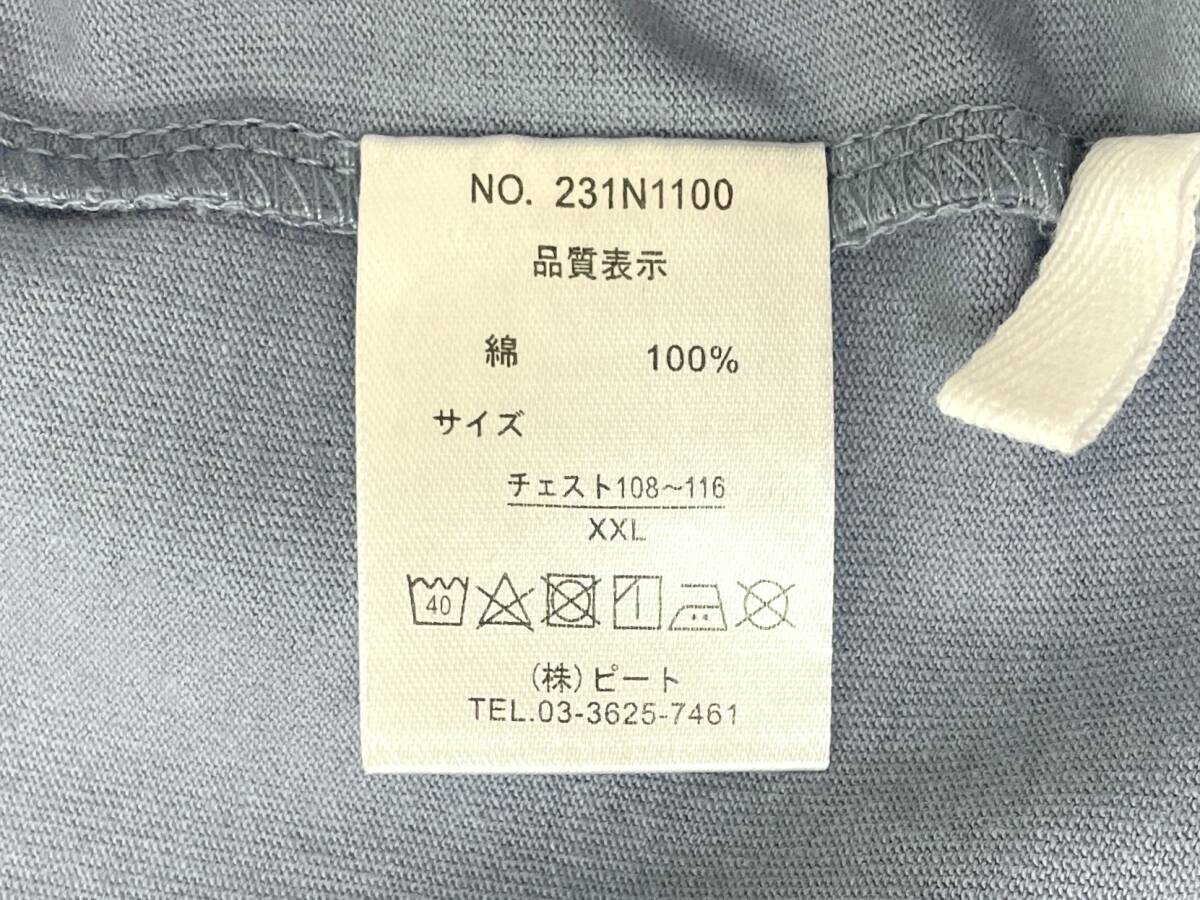 NO. 231N1100
品質表示
綿 100%
サイズ
チェスト108~116
XXL
40
(株)ピート
TEL.03-3625-7461